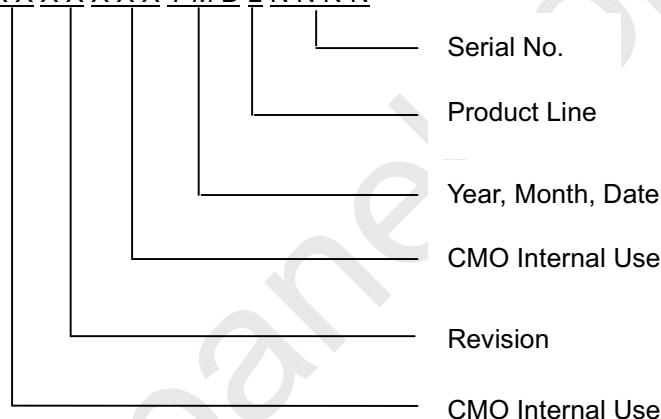 X X X X X X X Y M D L N N N N
Serial No.
Product Line
Year, Month, Date
CMO Internal Use
Revision
CMO Internal Use